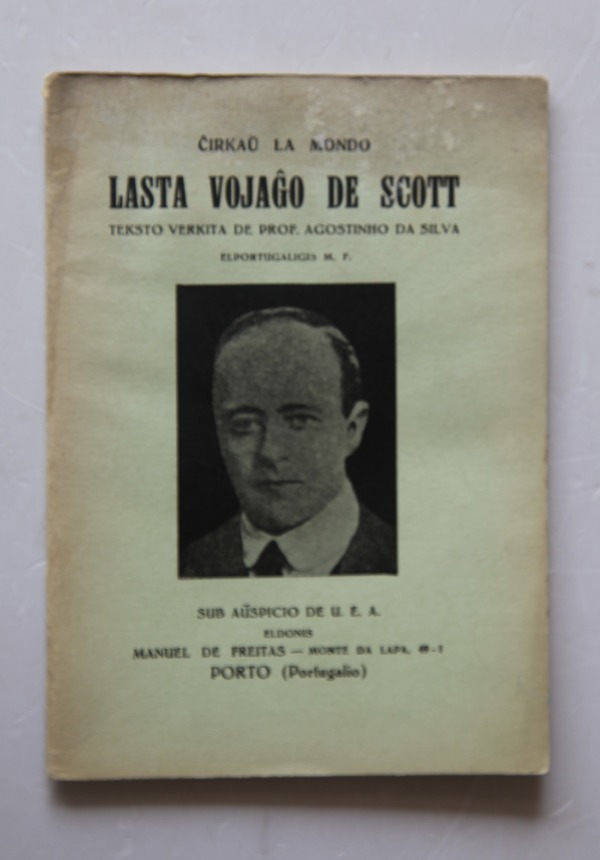 ĈIRKAŬ LA MONDO
LASTA VOJAĜO DE SCOTT
TEKSTO VERKITA DE PROF. AGOSTINHO DA SILVA
ELPORTUGALIGIS M. F.
SUB AŬSPICIO DE U. E. A.
ELDONIS
MANUEL DE FREITAS — MONTE DA LAPA,
PORTO (Portugalio)